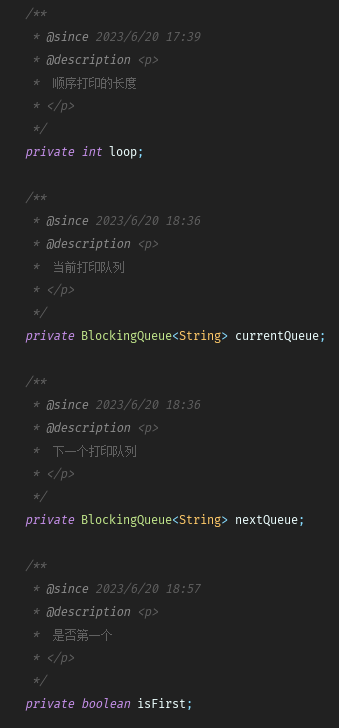 /**
* @since 2023/6/20 17:39
* @description <p>
* 顺序打印的长度
* </p>
*/
private int loop;
/**
* @since 2023/6/20 18:36
* @description <p>
* 当前打印队列
* </p>
*/
private BlockingQueue<String> currentQueue;
/**
* @since 2023/6/20 18:36
* @description <p>
* 下一个打印队列
* </p>
*/
private BlockingQueue<String> nextQueue;
/**
* @since 2023/6/20 18:57
* @description <p>
* 是否第一个
* </p>
*/
private boolean isFirst;